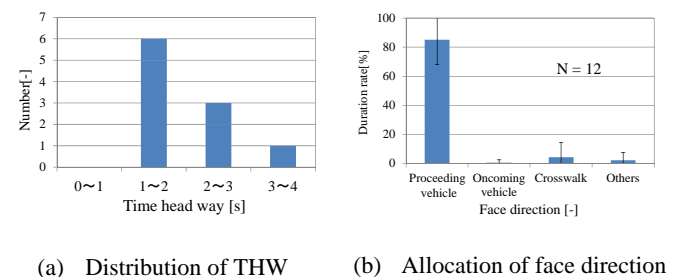 7
6
5
4
3
2
1
0
Number[-]
0～1 1～2 2～3 3～4
Time head way [s]
(a) Distribution of THW
100
80
60
40
20
0
Duration rate[%]
N = 12
Proceeding vehicle
Oncoming vehicle
Crosswalk
Others
Face direction [-]
(b) Allocation of face direction